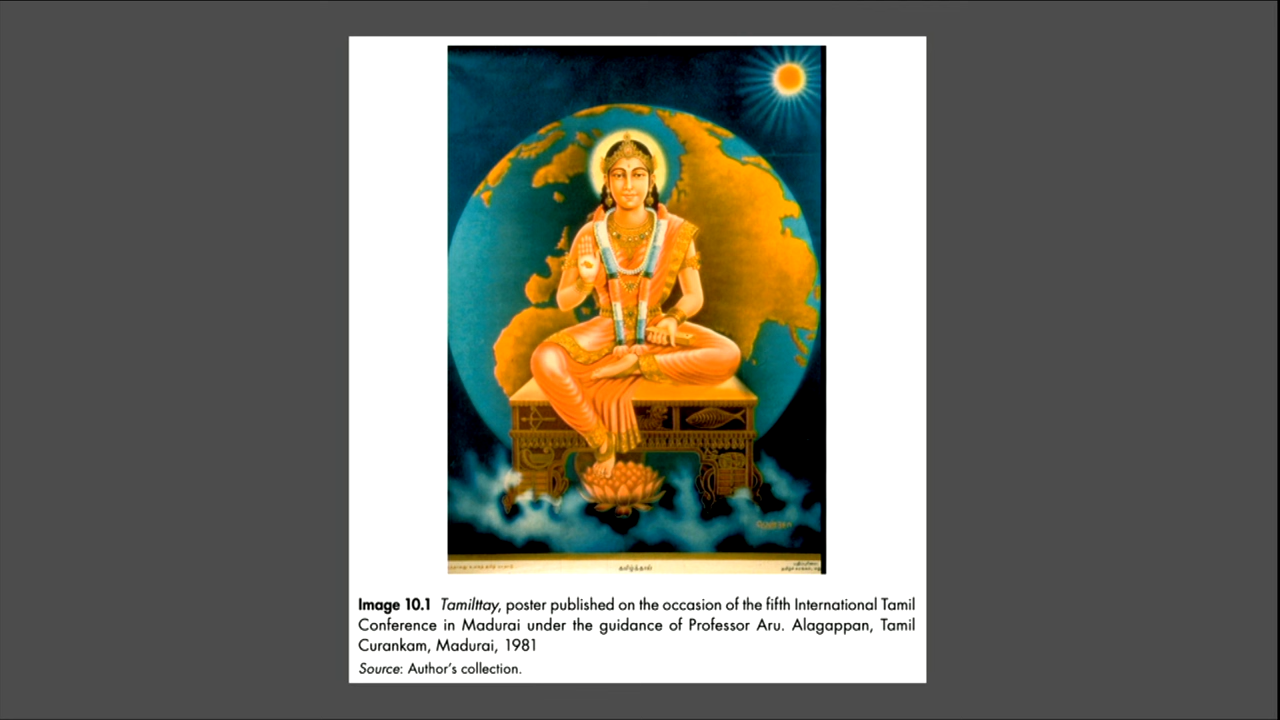 தமிழ்த்தாய்
Image 10.1 Tamilttay, poster published on the occasion of the fifth International Tamil
Conference in Madurai under the guidance of Professor Aru. Alagappan, Tamil
Curankam, Madurai, 1981
Source: Author's collection.